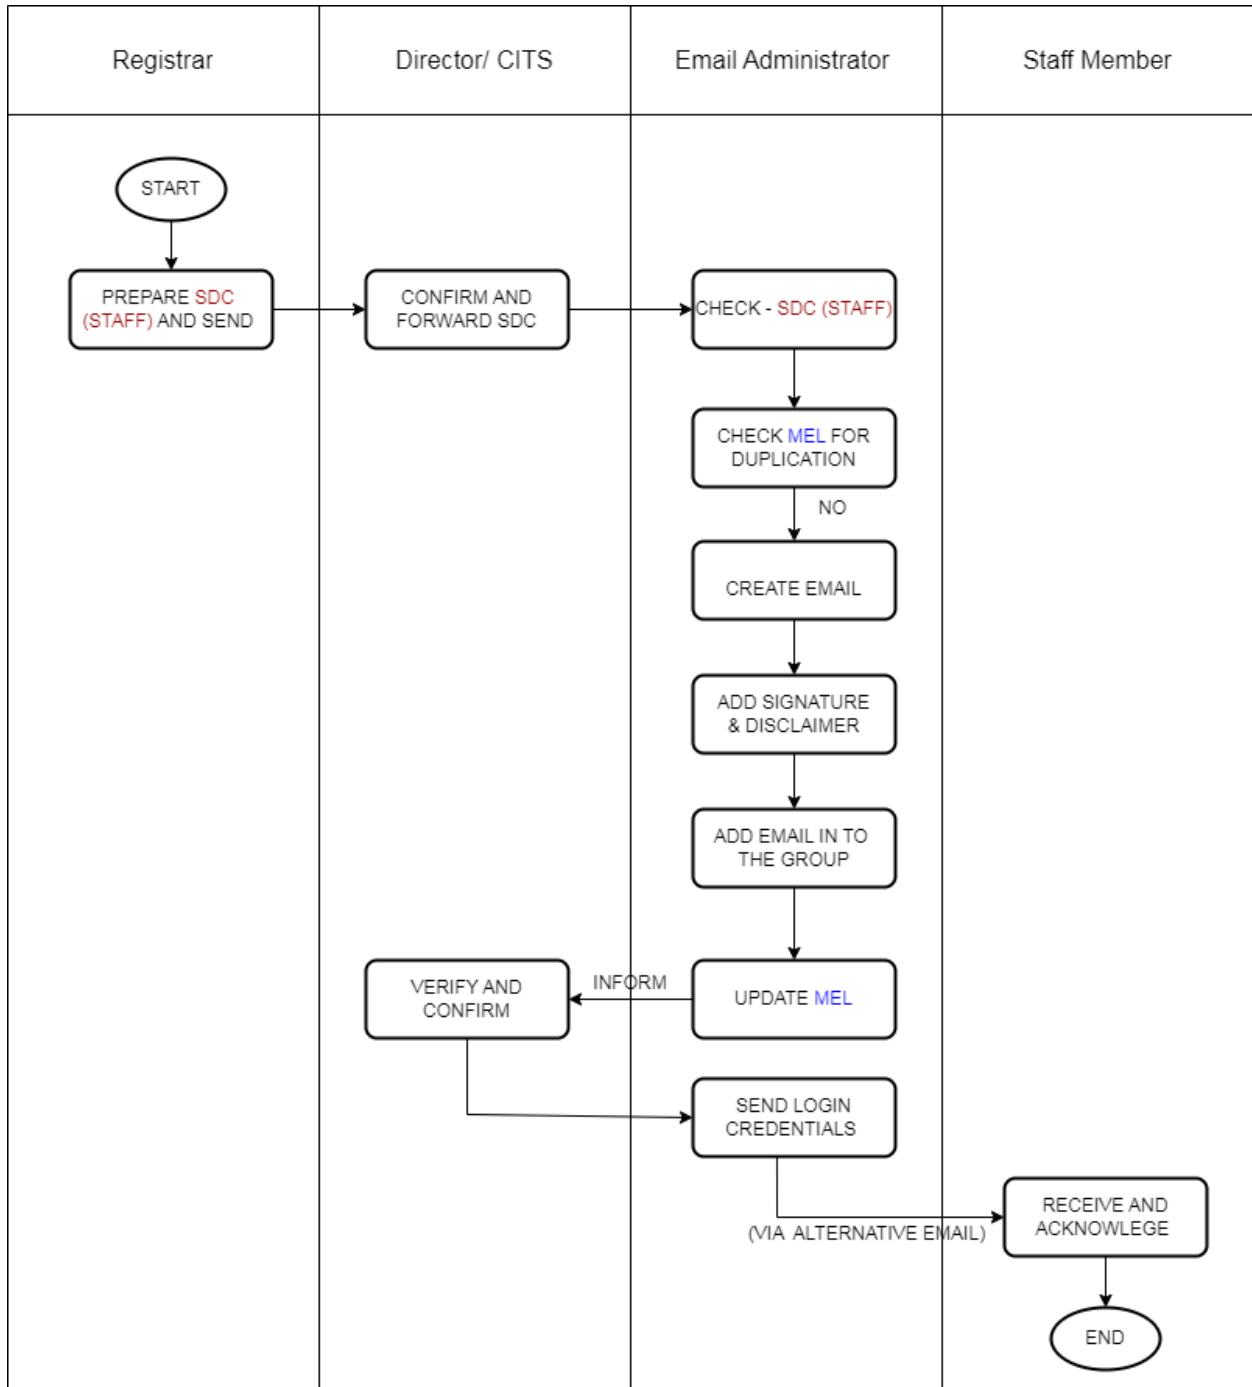 Registrar
Director/ CITS
Email Administrator
Staff Member
START
PREPARE SDC
(STAFF) AND SEND
CONFIRM AND
FORWARD SDC
CHECK - SDC (STAFF)
CHECK MEL FOR
DUPLICATION
NO
CREATE EMAIL
ADD SIGNATURE
& DISCLAIMER
ADD EMAIL IN TO
THE GROUP
VERIFY AND
CONFIRM
INFORM
UPDATE MEL
SEND LOGIN
CREDENTIALS
(VIA ALTERNATIVE EMAIL)
RECEIVE AND
ACKNOWLEGE
END